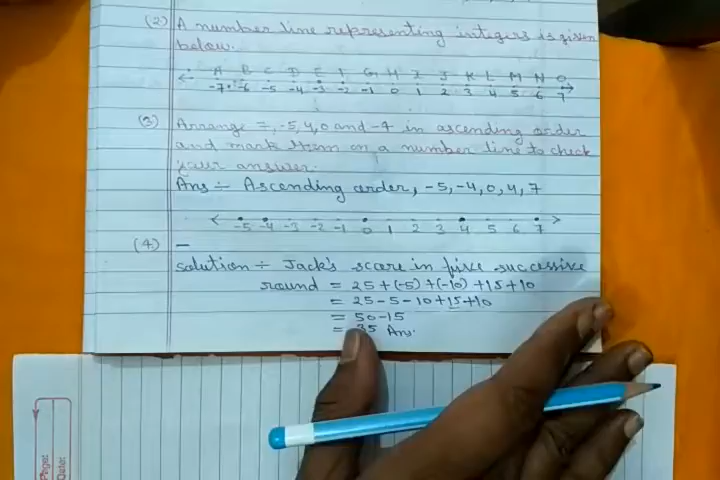 (2) A number line representing integers is given
below.
A B C D E F G H I J K L M N O
-7 -6 -5 -4 -3 -2 -1 0 1 2 3 4 5 6 7
(3) Arrange 7, -5, 4, 0 and -4 in ascending order
and mark them on a number line to check
your answer.
Ans ÷ Ascending order, -5, -4, 0, 4, 7
-5 -4 -3 -2 -1 0 1 2 3 4 5 6 7
(4) —
Solution ÷ Jack's score in five successive
round = 25 + (-5) + (-10) + 15 + 10
= 25 - 5 - 10 + 15 + 10
= 50 - 15
= 35 Ans.
Page:
Date: